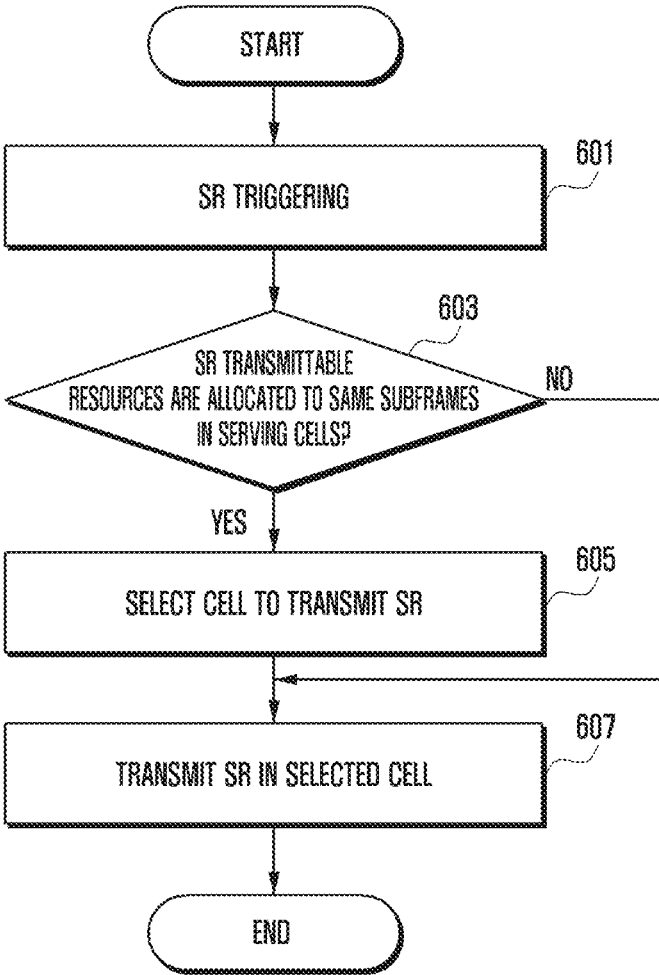 START
SR TRIGGERING
601
603
SR TRANSMITTABLE
RESOURCES ARE ALLOCATED TO SAME SUBFRAMES
IN SERVING CELLS?
NO
YES
SELECT CELL TO TRANSMIT SR
605
TRANSMIT SR IN SELECTED CELL
607
END